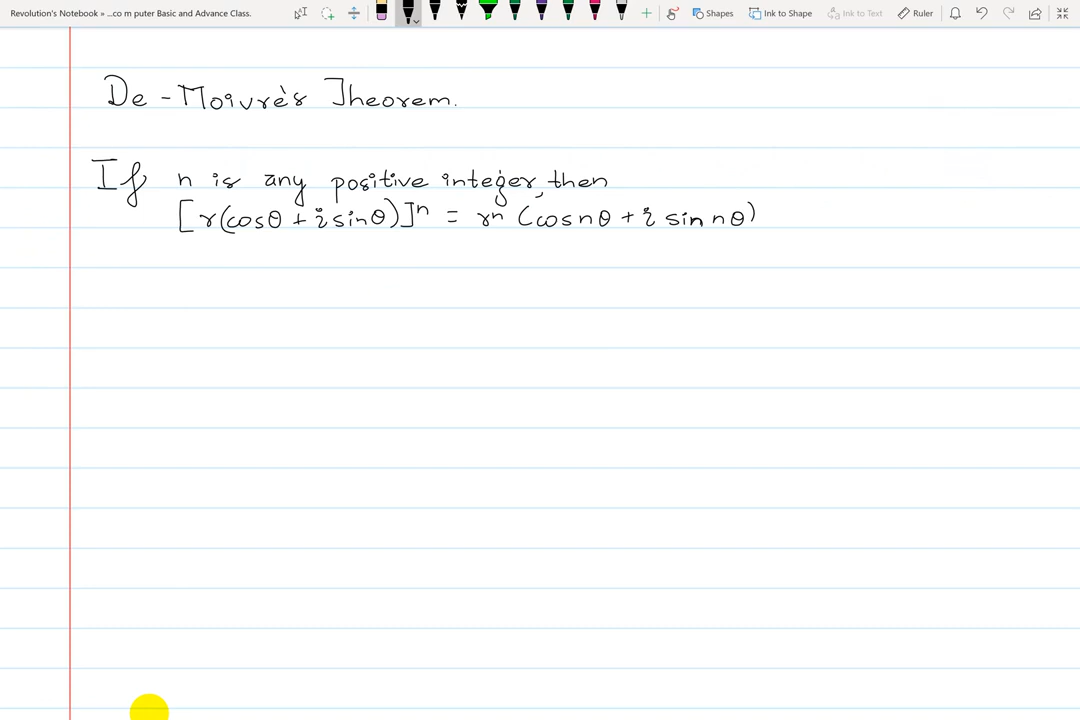 Revolution's Notebook » ...co m puter Basic and Advance Class.
Shapes
Ink to Shape
Ink to Text
Ruler
De-Moivrè's Theorem.
If n is any positive integer, then
[r(cosθ + i sinθ)]ⁿ = rⁿ (cos nθ + i sin nθ)